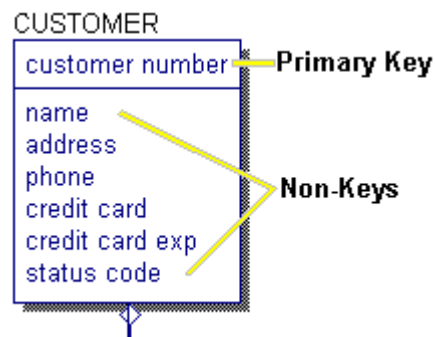 CUSTOMER
customer number
Primary Key
name
address
phone
credit card
credit card exp
status code
Non-Keys